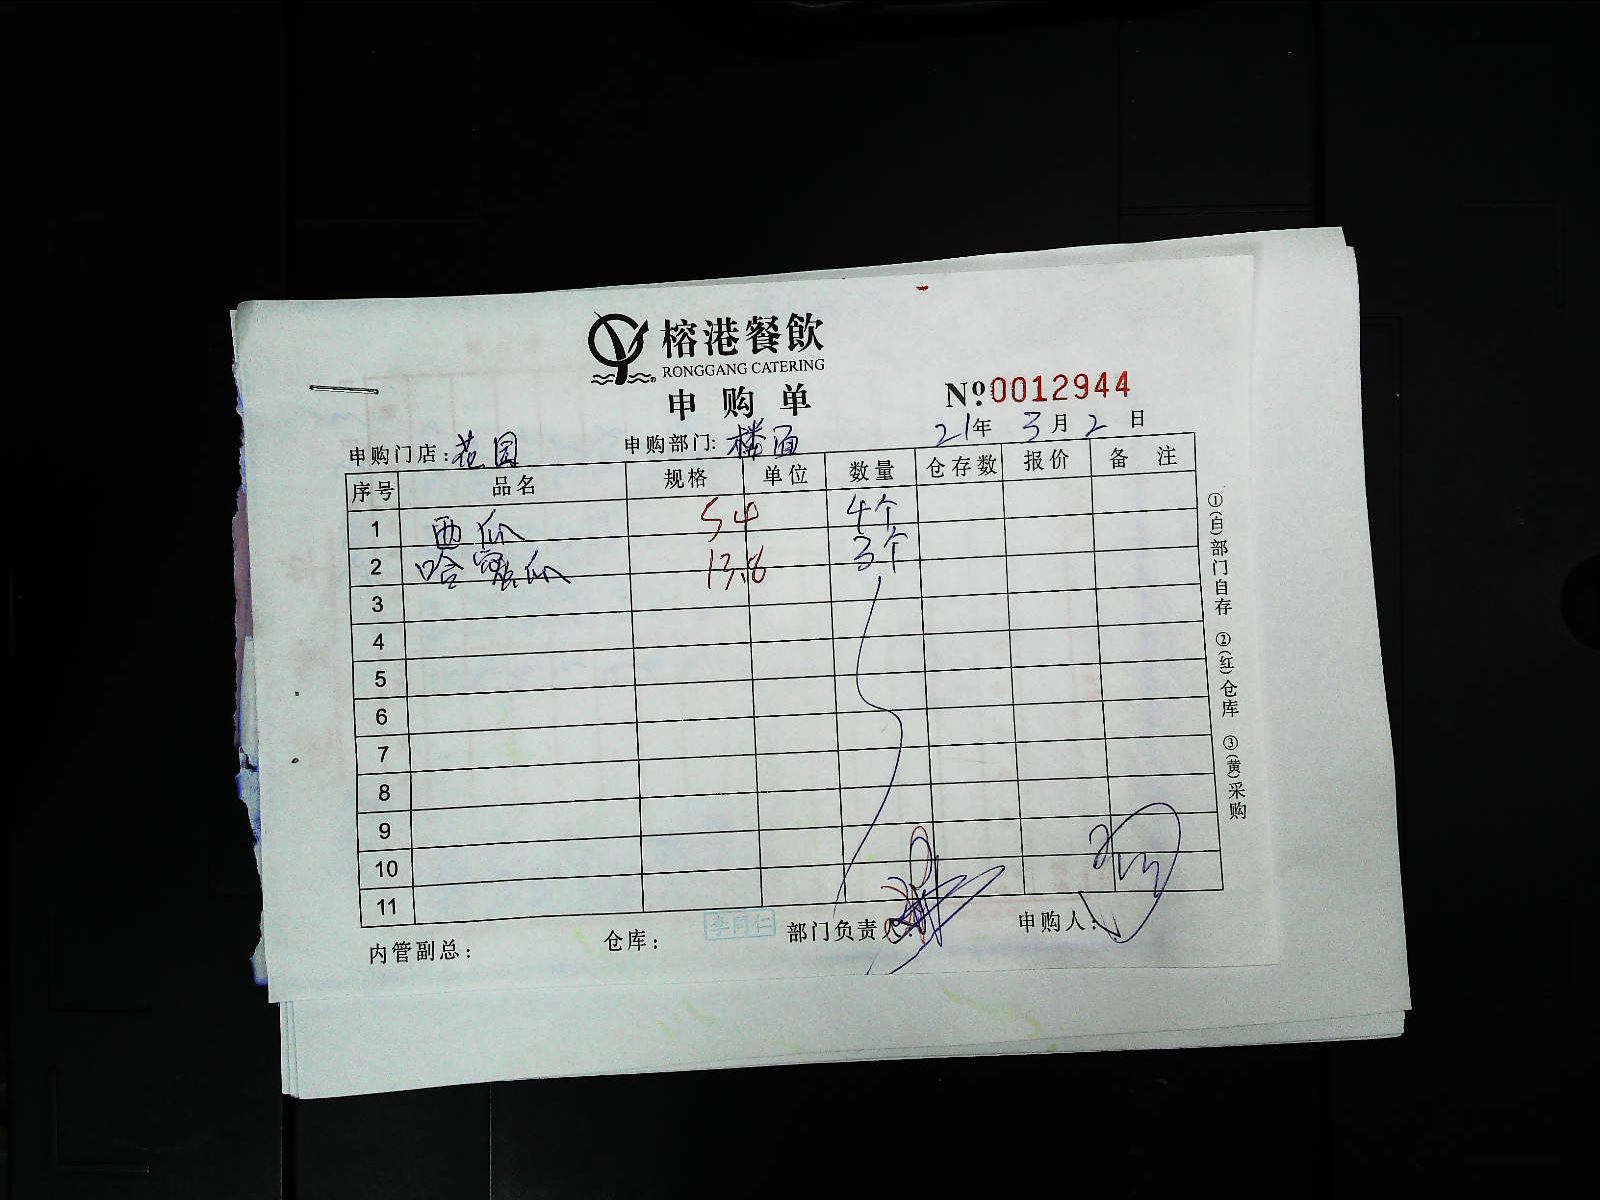 榕港餐飲
RONGGANG CATERING
申购单
№ 0012944
申购门店:花园 申购部门:楼面 21年3月2日
序号 品名 规格 单位 数量 仓存数 报价 备注
1 西瓜 54 4个
2 哈密瓜 13.8 3个
3
4
5
6
7
8
9
10
11
内管副总: 仓库: 李同仁 部门负责人: 申购人:
①(白)部门自存 ②(红)仓库 ③(黄)采购